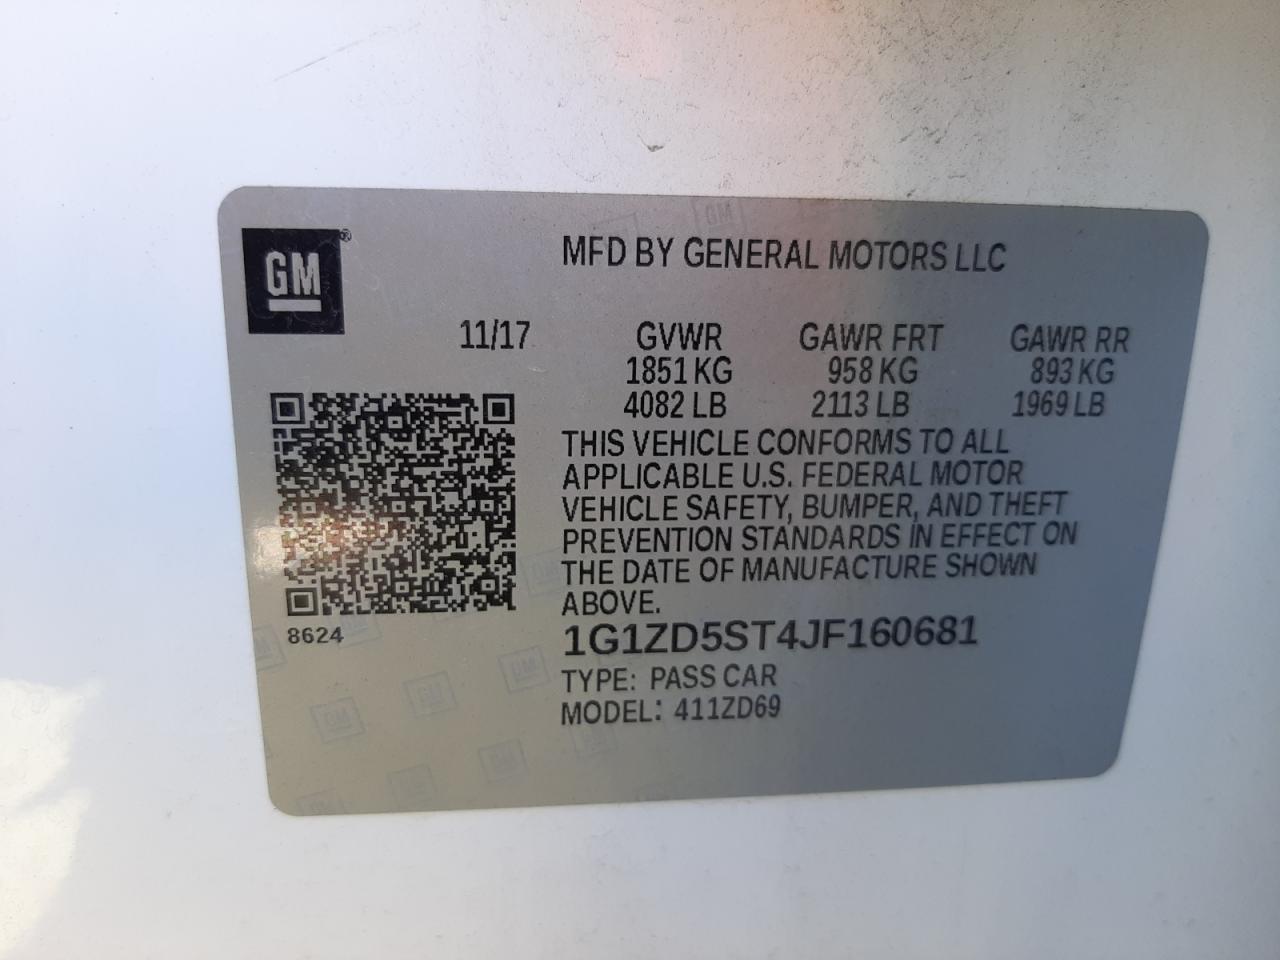 GM®
MFD BY GENERAL MOTORS LLC
11/17 GVWR GAWR FRT GAWR RR
1851 KG 958 KG 893 KG
4082 LB 2113 LB 1969 LB
THIS VEHICLE CONFORMS TO ALL
APPLICABLE U.S. FEDERAL MOTOR
VEHICLE SAFETY, BUMPER, AND THEFT
PREVENTION STANDARDS IN EFFECT ON
THE DATE OF MANUFACTURE SHOWN
ABOVE.
8624
1G1ZD5ST4JF160681
TYPE: PASS CAR
MODEL: 411ZD69